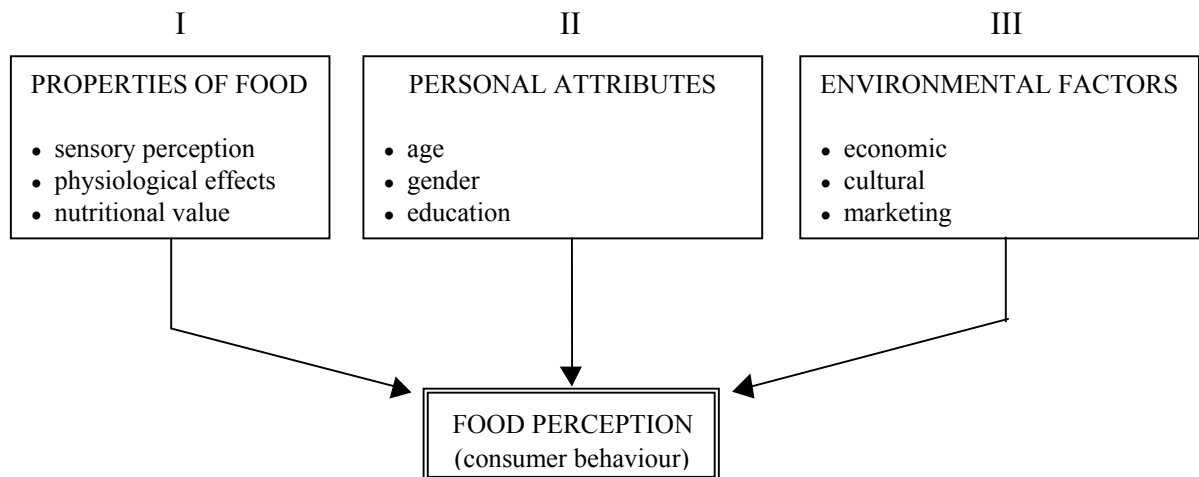 I
PROPERTIES OF FOOD
• sensory perception
• physiological effects
• nutritional value
II
PERSONAL ATTRIBUTES
• age
• gender
• education
III
ENVIRONMENTAL FACTORS
• economic
• cultural
• marketing
FOOD PERCEPTION
(consumer behaviour)